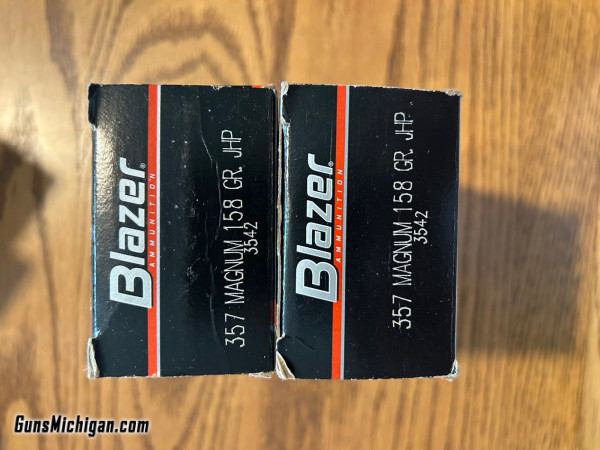 Blazer®
AMMUNITION
357 MAGNUM 158 GR. JHP
3542
Blazer®
AMMUNITION
357 MAGNUM 158 GR. JHP
3542
GunsMichigan.com